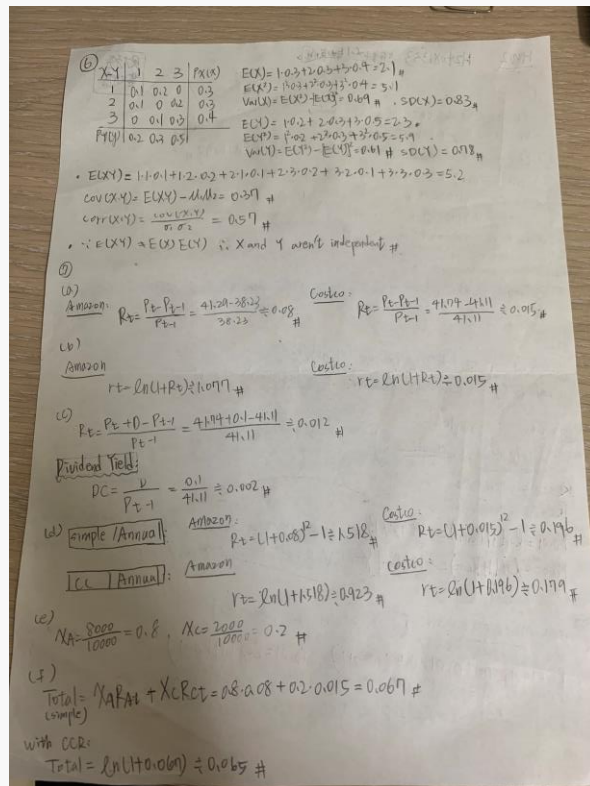 ⑥
X\Y 1 2 3 Px(x)
1 0.1 0.2 0 0.3
2 0.1 0 0.2 0.3
3 0 0.1 0.3 0.4
PY(y) 0.2 0.3 0.5
E(X)=1·0.3+2·0.3+3·0.4=2.1 #
E(X²)=1²·0.3+2²·0.3+3²·0.4=5.1
Var(X)=E(X²)-[E(X)]²=0.69 #, SD(X)=0.83 #
E(Y)=1·0.2+2·0.3+3·0.5=2.3 #
E(Y²)=1²·0.2+2²·0.3+3²·0.5=5.9
Var(Y)=E(Y²)-[E(Y)]²=0.61 # SD(Y)=0.78 #
· E(XY)=1·1·0.1+1·2·0.2+2·1·0.1+2·3·0.2+3·2·0.1+3·3·0.3=5.2
cov(X,Y)=E(XY)-μ1μ2=0.37 #
corr(X,Y)=cov(X,Y)/σ1σ2=0.57 #
· ∵E(XY)≠E(X)E(Y) ∴ X and Y aren't independent #
⑦
(a)
Amazon: Rt=Pt-Pt-1/Pt-1=41.29-38.23/38.23≒0.08 #
Costco: Rt=Pt-Pt-1/Pt-1=41.74-41.11/41.11≒0.015 #
(b)
Amazon
rt=ln(1+Rt)≒1.077 #
Costco:
rt=ln(1+Rt)≒0.015 #
(c)
Rt=Pt+D-Pt-1/Pt-1=41.74+0.1-41.11/41.11≒0.012 #
Dividend Yield:
DC=D/Pt-1=0.1/41.11≒0.002 #
(d) simple/Annual: Amazon: Rt=(1+0.08)¹²-1≒1.518 #
Costco: Rt=(1+0.015)¹²-1≒0.196 #
CC/Annual: Amazon
rt=ln(1+1.518)≒0.923 #
Costco:
rt=ln(1+0.196)≒0.179 #
(e)
XA=8000/10000=0.8, XC=2000/10000=0.2 #
(f)
Total=XARAt+XCRCt=0.8·0.08+0.2·0.015=0.067 #
(simple)
with CCR:
Total=ln(1+0.067)≒0.065 #